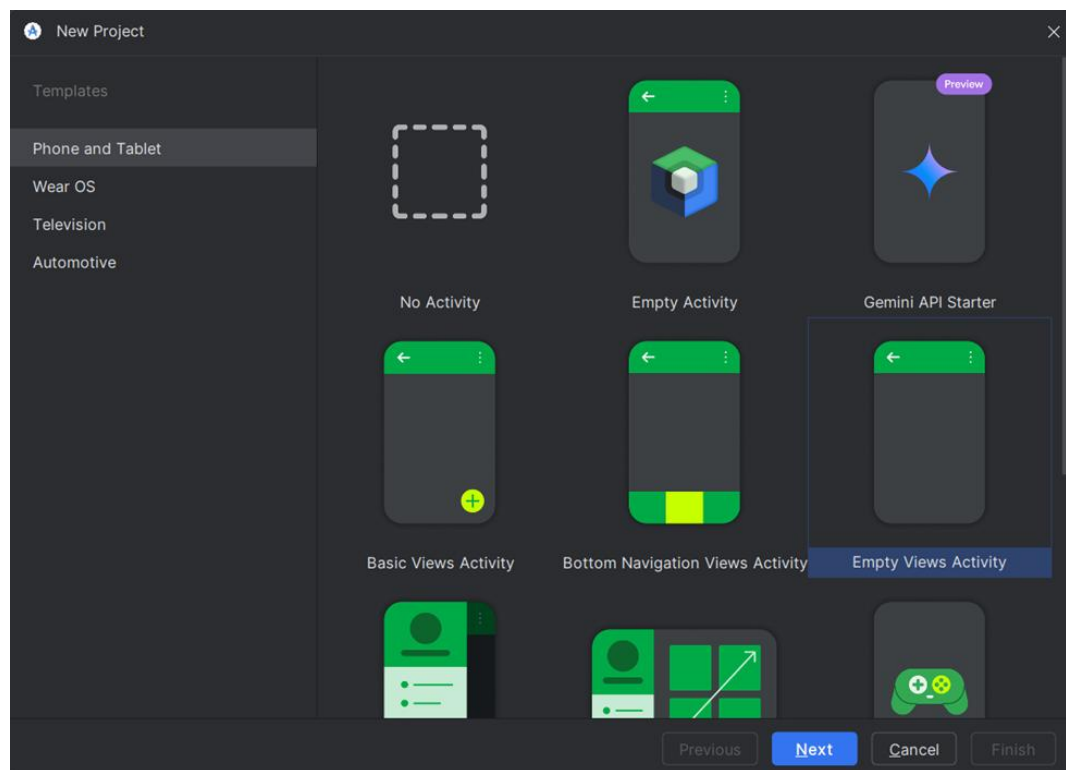 New Project
Templates
Phone and Tablet
Wear OS
Television
Automotive
Preview
No Activity
Empty Activity
Gemini API Starter
Basic Views Activity
Bottom Navigation Views Activity
Empty Views Activity
Previous
Next
Cancel
Finish